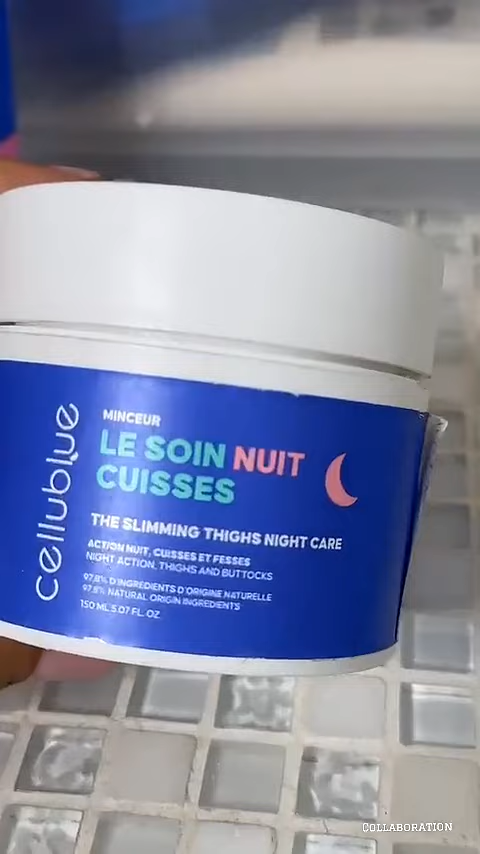 cellublue
MINCEUR
LE SOIN NUIT
CUISSES
THE SLIMMING THIGHS NIGHT CARE
ACTION NUIT, CUISSES ET FESSES
NIGHT ACTION, THIGHS AND BUTTOCKS
97,8% D'INGREDIENTS D'ORIGINE NATURELLE
97.8% NATURAL ORIGIN INGREDIENTS
150 ML 5.07 FL. OZ.
COLLABORATION